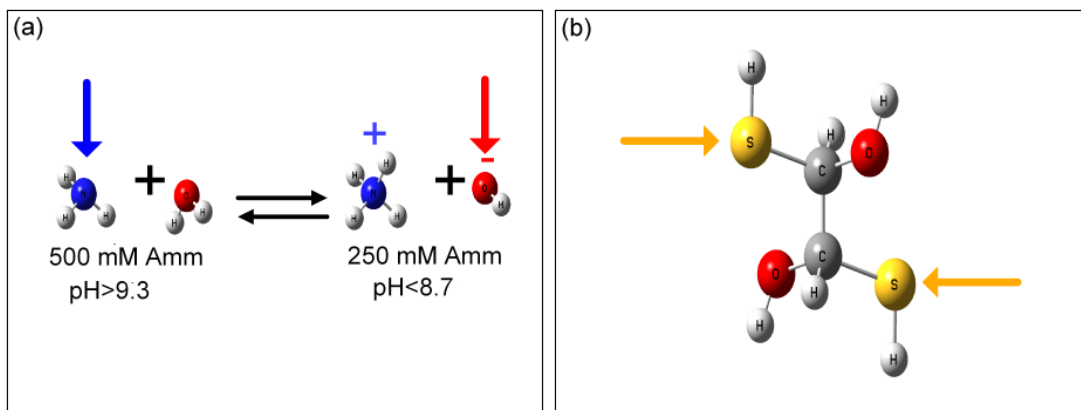 (a)
+
-
H
N
H
H
+
O
H
H
H
H
N
H
H
+
O
H
500 mM Amm
250 mM Amm
pH>9.3
pH<8.7
(b)
H
H
S
H
O
C
C
O
H
S
H
H